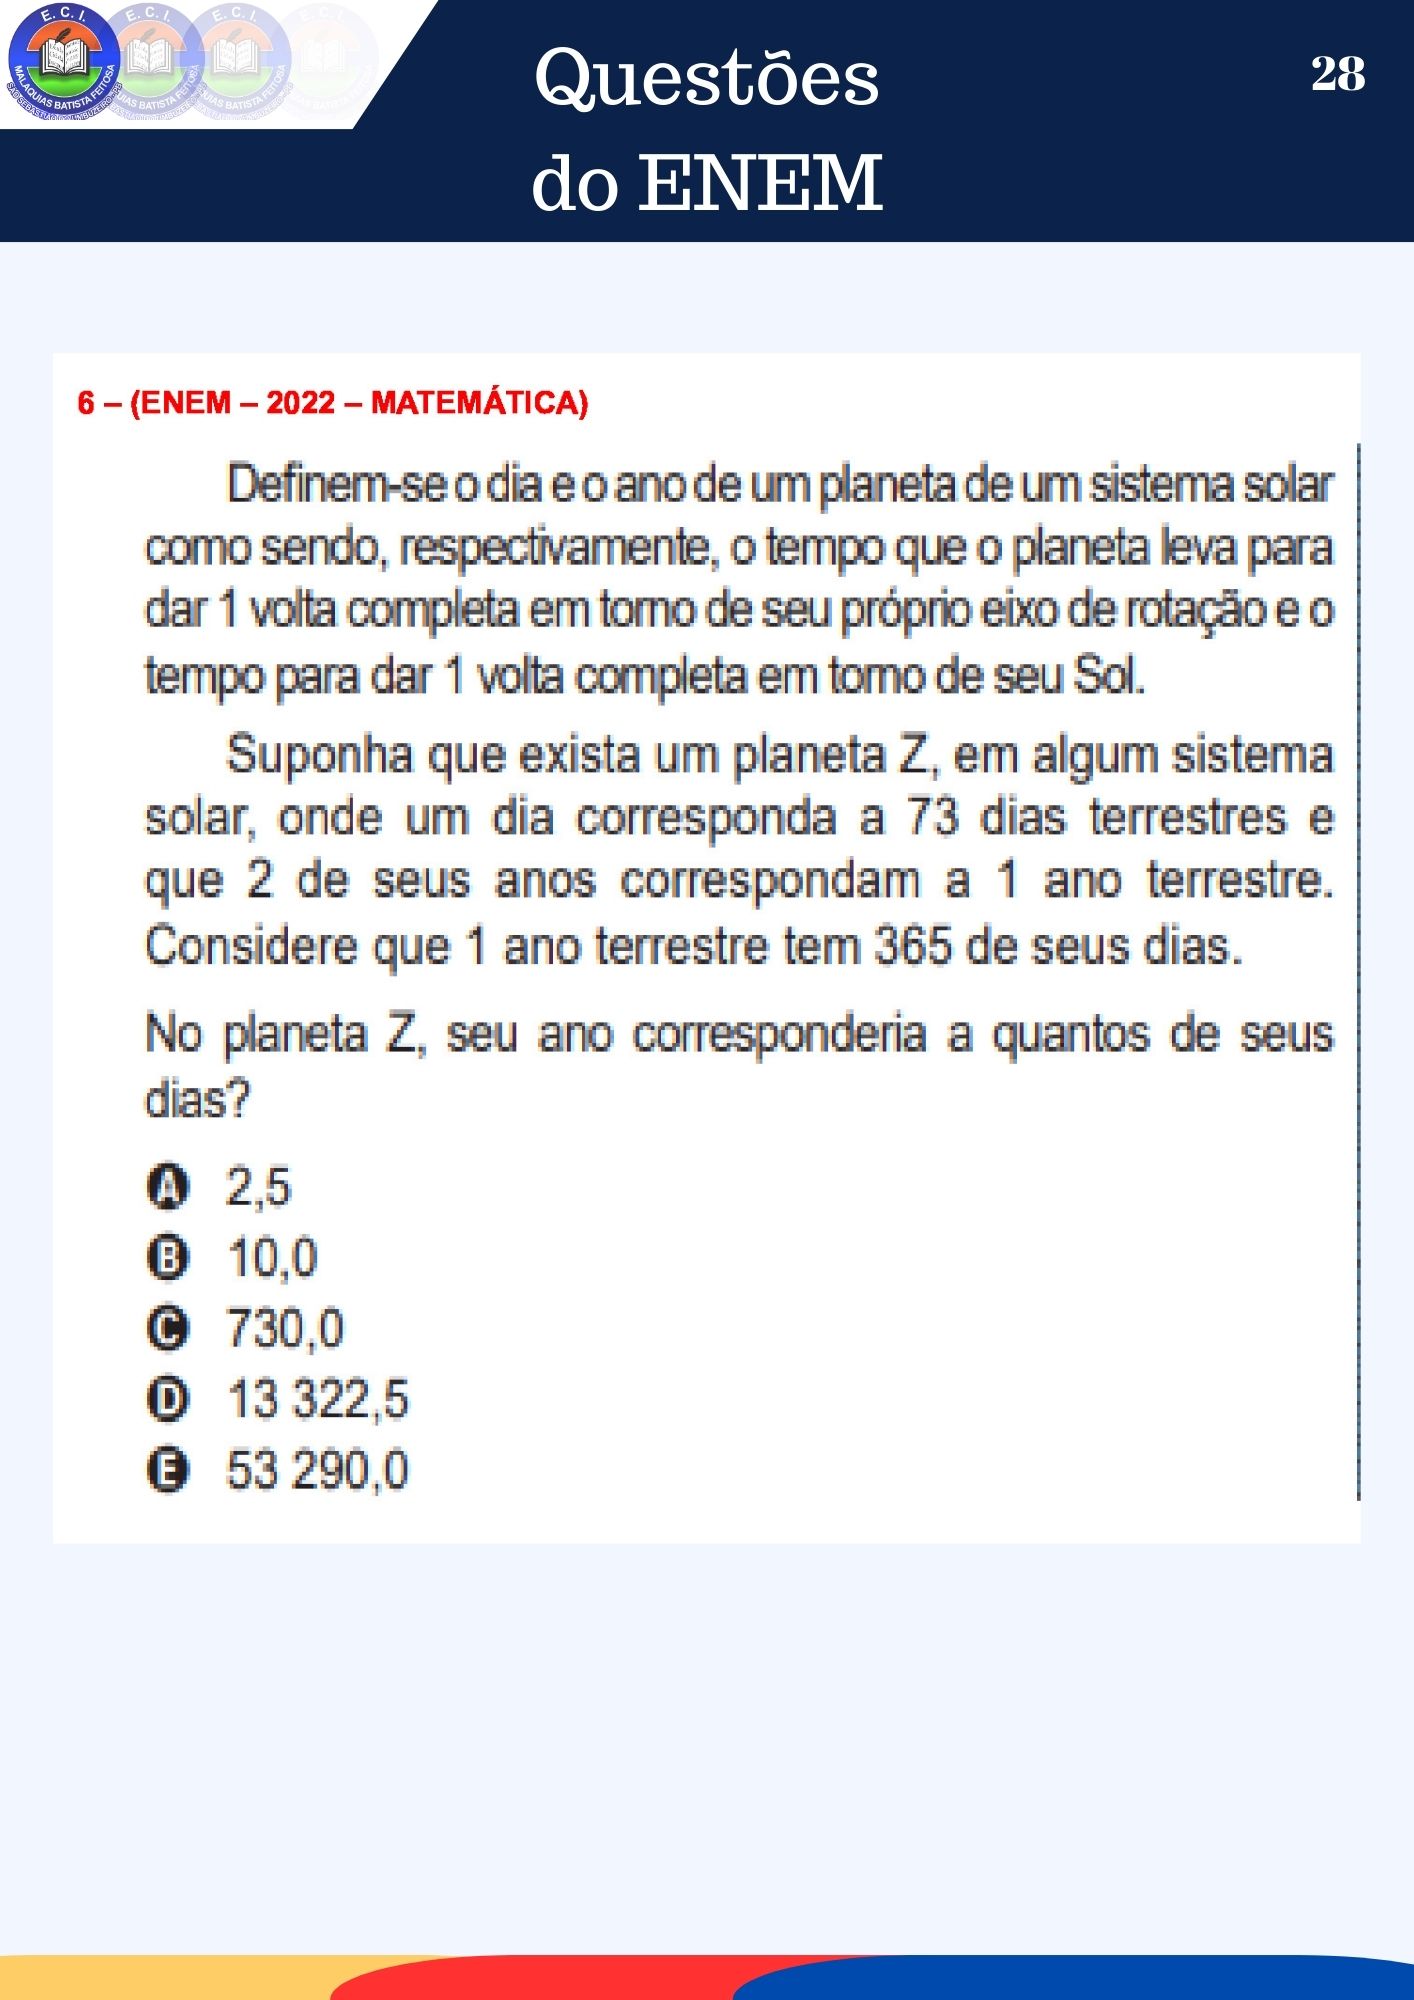 E. C. I.
MALAQUIAS BATISTA FEITOSA
Questões
do ENEM
28
6 – (ENEM – 2022 – MATEMÁTICA)
Definem-se o dia e o ano de um planeta de um sistema solar
como sendo, respectivamente, o tempo que o planeta leva para
dar 1 volta completa em torno de seu próprio eixo de rotação e o
tempo para dar 1 volta completa em torno de seu Sol.
Suponha que exista um planeta Z, em algum sistema
solar, onde um dia corresponda a 73 dias terrestres e
que 2 de seus anos correspondam a 1 ano terrestre.
Considere que 1 ano terrestre tem 365 de seus dias.
No planeta Z, seu ano corresponderia a quantos de seus
dias?
A 2,5
B 10,0
C 730,0
D 13 322,5
E 53 290,0